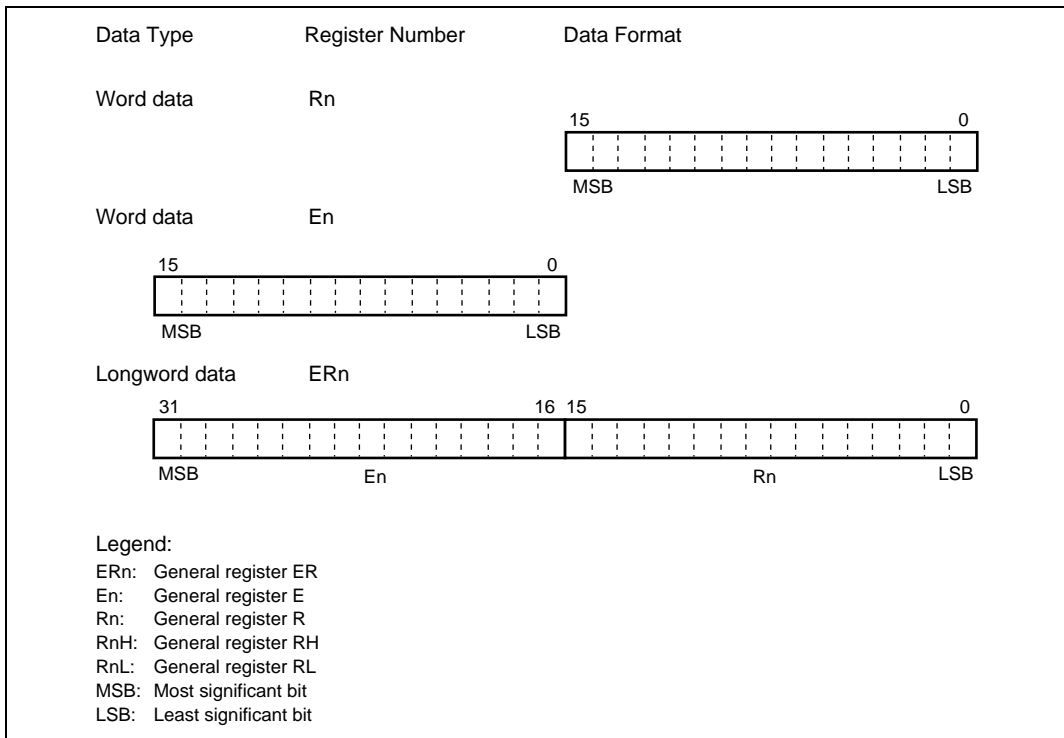 Data Type Register Number Data Format
Word data Rn
15 0
MSB LSB
Word data En
15 0
MSB LSB
Longword data ERn
31 16 15 0
MSB En Rn LSB
Legend:
ERn: General register ER
En: General register E
Rn: General register R
RnH: General register RH
RnL: General register RL
MSB: Most significant bit
LSB: Least significant bit